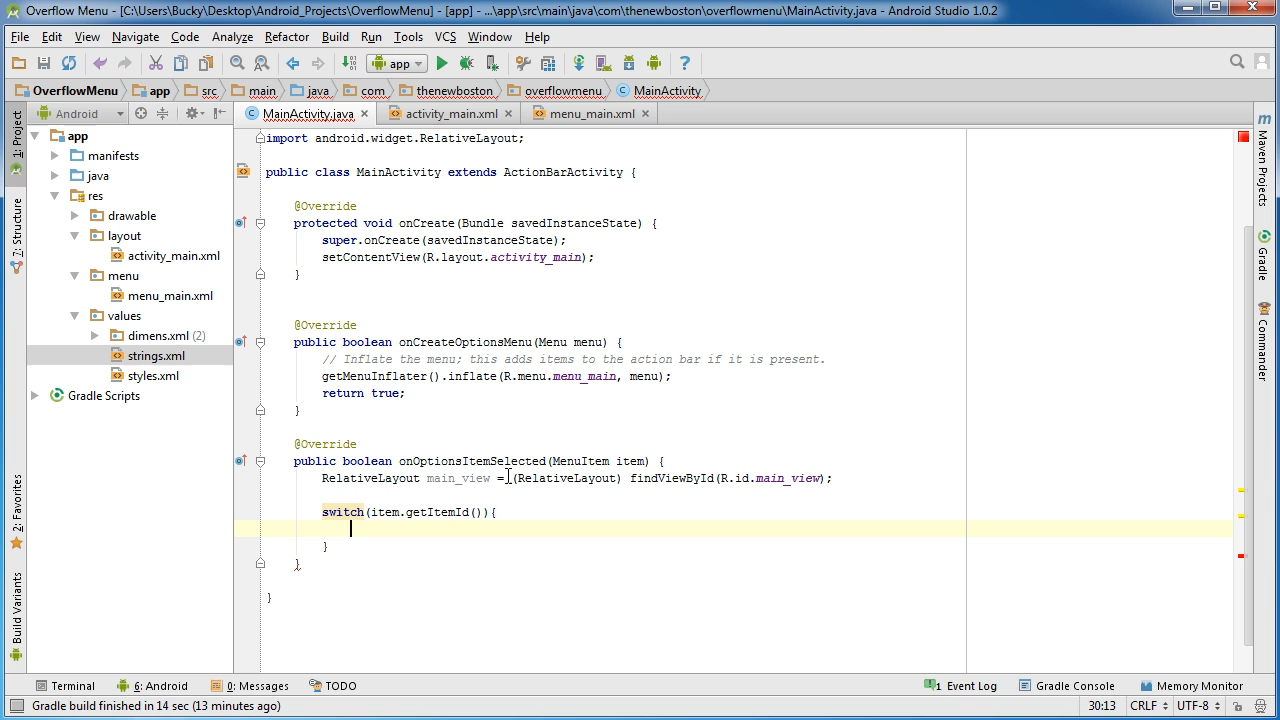 Overflow Menu - [C:\Users\Bucky\Desktop\Android_Projects\OverflowMenu] - [app] - ...\app\src\main\java\com\thenewboston\overflowmenu\MainActivity.java - Android Studio 1.0.2
File Edit View Navigate Code Analyze Refactor Build Run Tools VCS Window Help
app
OverflowMenu app src main java com thenewboston overflowmenu MainActivity
Android
MainActivity.java activity_main.xml menu_main.xml
1: Project
7: Structure
2: Favorites
Build Variants
app
manifests
java
res
drawable
layout
activity_main.xml
menu
menu_main.xml
values
dimens.xml (2)
strings.xml
styles.xml
Gradle Scripts
import android.widget.RelativeLayout;
public class MainActivity extends ActionBarActivity {
@Override
protected void onCreate(Bundle savedInstanceState) {
super.onCreate(savedInstanceState);
setContentView(R.layout.activity_main);
}
@Override
public boolean onCreateOptionsMenu(Menu menu) {
// Inflate the menu; this adds items to the action bar if it is present.
getMenuInflater().inflate(R.menu.menu_main, menu);
return true;
}
@Override
public boolean onOptionsItemSelected(MenuItem item) {
RelativeLayout main_view = (RelativeLayout) findViewById(R.id.main_view);
switch(item.getItemId()){
}
}
}
Maven Projects
Gradle
Commander
Terminal 6: Android 0: Messages TODO 1 Event Log Gradle Console Memory Monitor
Gradle build finished in 14 sec (13 minutes ago) 30:13 CRLF UTF-8